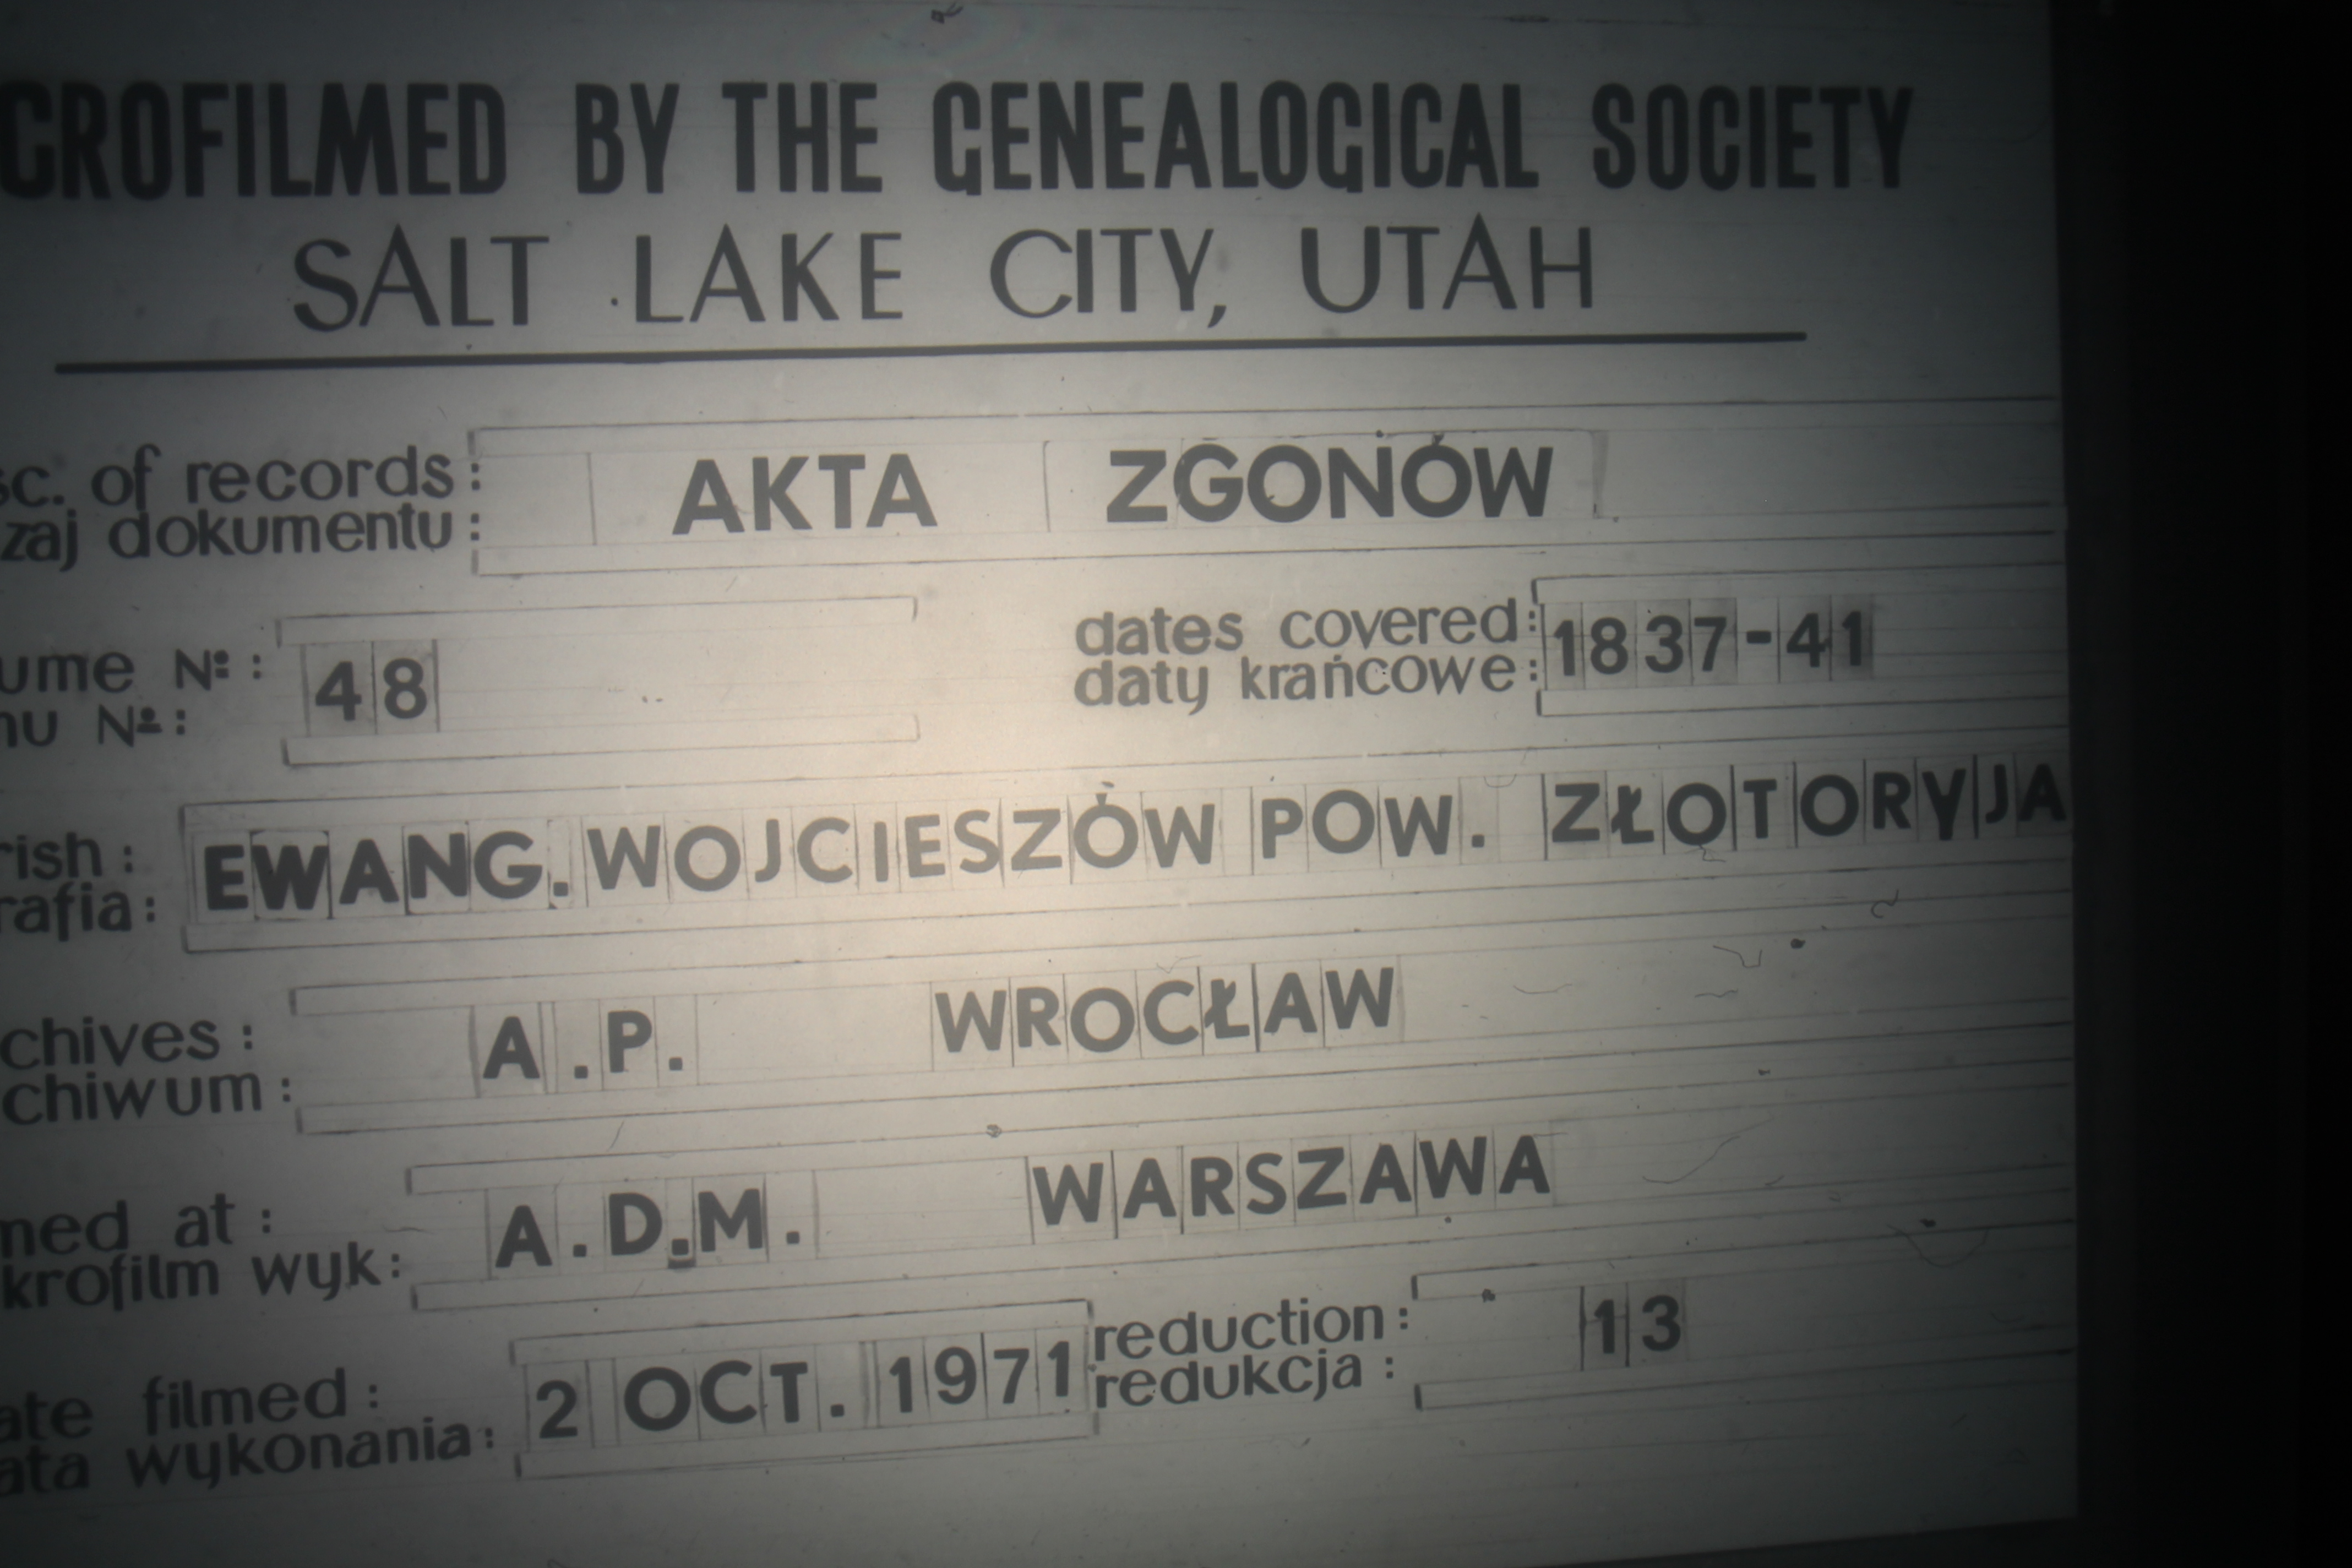 CROFILMED BY THE GENEALOGICAL SOCIETY
SALT LAKE CITY, UTAH
sc. of records: AKTA ZGONÓW
zaj dokumentu:
ume Nº: 48
nu Nº:
dates covered: 1837-41
daty krańcowe:
rish: EWANG. WOJCIESZÓW POW. ZŁOTORYJA
rafia:
chives: A.P. WROCŁAW
chiwum:
med at: A.D.M. WARSZAWA
krofilm wyk:
ate filmed: 2 OCT. 1971
ata wykonania:
reduction: 13
redukcja: